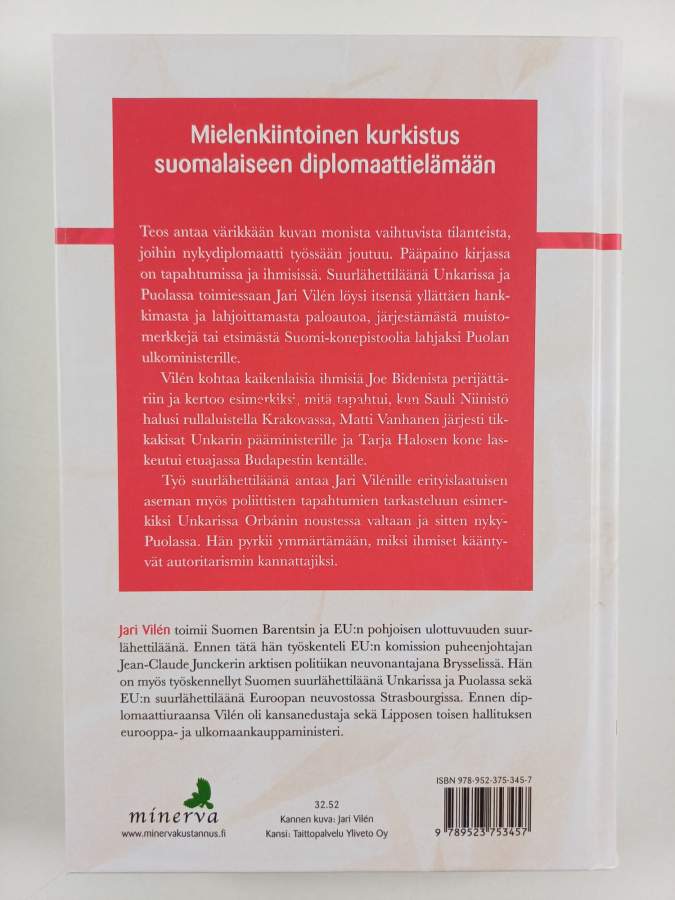 Mielenkiintoinen kurkistus
suomalaiseen diplomaattielämään
Teos antaa värikkään kuvan monista vaihtuvista tilanteista,
joihin nykydiplomaatti työssään joutuu. Pääpaino kirjassa
on tapahtumissa ja ihmisissä. Suurlähettiläänä Unkarissa ja
Puolassa toimiessaan Jari Vilén löysi itsensä yllättäen hank-
kimasta ja lahjoittamasta paloautoa, järjestämästä muisto-
merkkejä tai etsimästä Suomi-konepistoolia lahjaksi Puolan
ulkoministerille.
Vilén kohtaa kaikenlaisia ihmisiä Joe Bidenista perijättä-
riin ja kertoo esimerkiksi, mitä tapahtui, kun Sauli Niinistö
halusi rullaluistella Krakovassa, Matti Vanhanen järjesti tik-
kakisat Unkarin pääministerille ja Tarja Halosen kone las-
keutui etuajassa Budapestin kentälle.
Työ suurlähettiläänä antaa Jari Vilénille erityislaatuisen
aseman myös poliittisten tapahtumien tarkasteluun esimer-
kiksi Unkarissa Orbánin noustessa valtaan ja sitten nyky-
Puolassa. Hän pyrkii ymmärtämään, miksi ihmiset kääntyi-
vät autoritarismin kannattajiksi.
Jari Vilén toimii Suomen Barentsin ja EU:n pohjoisen ulottuvuuden suur-
lähettiläänä. Ennen tätä hän työskenteli EU:n komission puheenjohtajan
Jean-Claude Junckerin arktisen politiikan neuvonantajana Brysselissä. Hän
on myös työskennellyt Suomen suurlähettiläänä Unkarissa ja Puolassa sekä
EU:n suurlähettiläänä Euroopan neuvostossa Strasbourgissa. Ennen dip-
lomaattiuraansa Vilén oli kansanedustaja sekä Lipposen toisen hallituksen
eurooppa- ja ulkomaankauppaministeri.
minerva
www.minervakustannus.fi
32.52
Kannen kuva: Jari Vilén
Kansi: Taittopalvelu Yliveto Oy
ISBN 978-952-375-345-7
9 789523 753457